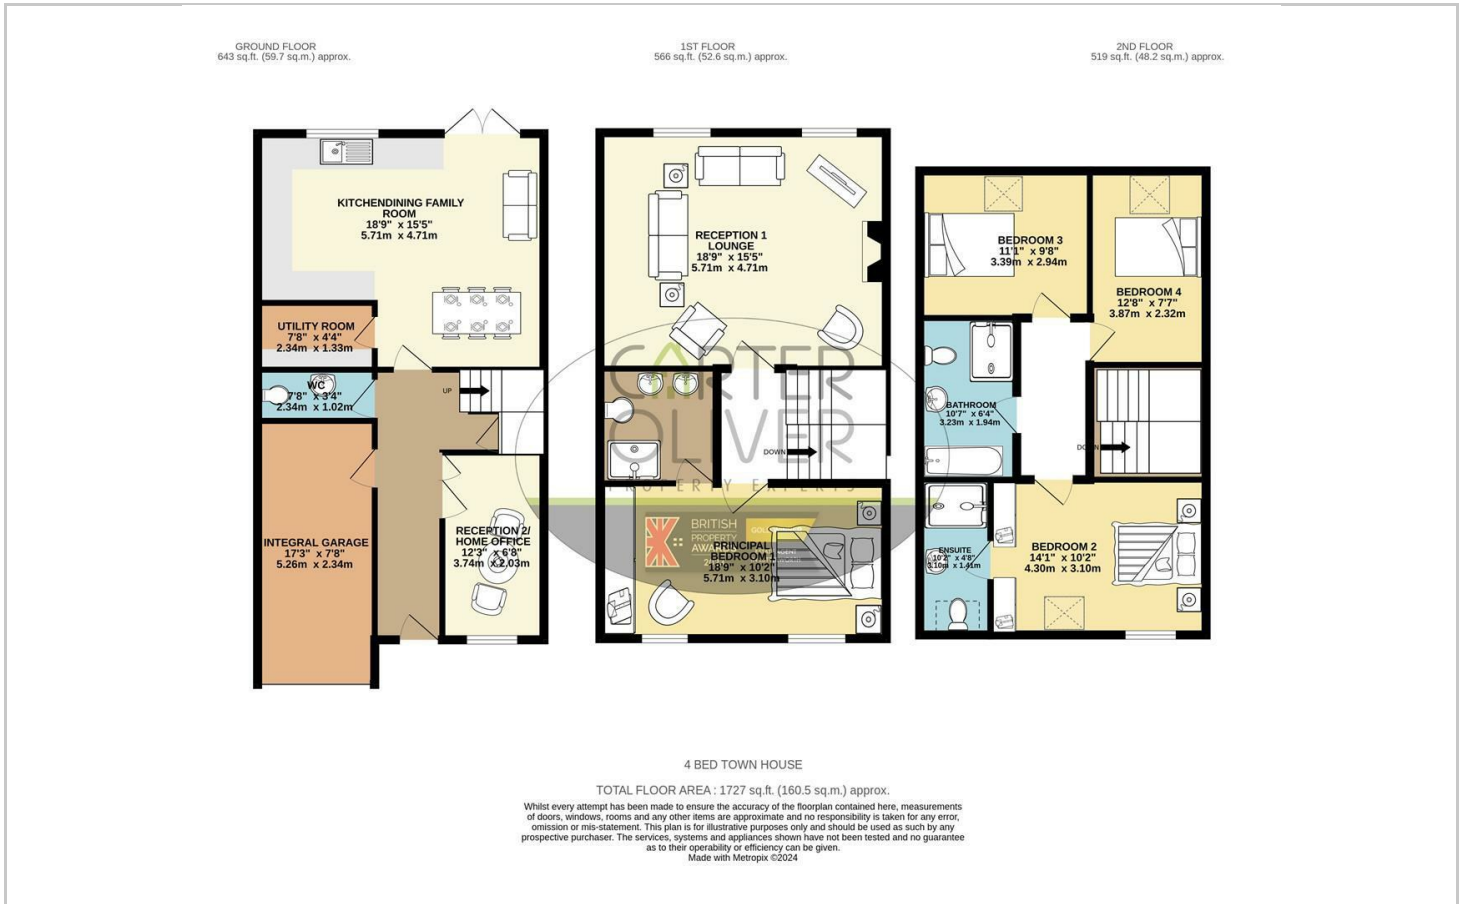 GROUND FLOOR
643 sq.ft. (59.7 sq.m.) approx.
1ST FLOOR
566 sq.ft. (52.6 sq.m.) approx.
2ND FLOOR
519 sq.ft. (48.2 sq.m.) approx.
KITCHENDINING FAMILY
ROOM
18'9" x 15'5"
5.71m x 4.71m
UTILITY ROOM
7'8" x 4'4"
2.34m x 1.33m
WC
7'8" x 3'4"
2.34m x 1.02m
UP
INTEGRAL GARAGE
17'3" x 7'8"
5.26m x 2.34m
RECEPTION 2/
HOME OFFICE
12'3" x 6'8"
3.74m x 2.03m
RECEPTION 1
LOUNGE
18'9" x 15'5"
5.71m x 4.71m
CARTER
OLIVER
PROPERTY EXPERTS
DOWN
BRITISH
PROPERTY
PRINCIPAL
BEDROOM 1
18'9" x 10'2"
5.71m x 3.10m
BEDROOM 3
11'1" x 9'8"
3.39m x 2.94m
BEDROOM 4
12'8" x 7'7"
3.87m x 2.32m
BATHROOM
10'7" x 6'4"
3.23m x 1.94m
DOWN
ENSUITE
10'2" x 4'8"
3.10m x 1.41m
BEDROOM 2
14'1" x 10'2"
4.30m x 3.10m
4 BED TOWN HOUSE
TOTAL FLOOR AREA : 1727 sq.ft. (160.5 sq.m.) approx.
Whilst every attempt has been made to ensure the accuracy of the floorplan contained here, measurements
of doors, windows, rooms and any other items are approximate and no responsibility is taken for any error,
omission or mis-statement. This plan is for illustrative purposes only and should be used as such by any
prospective purchaser. The services, systems and appliances shown have not been tested and no guarantee
as to their operability or efficiency can be given.
Made with Metropix ©2024